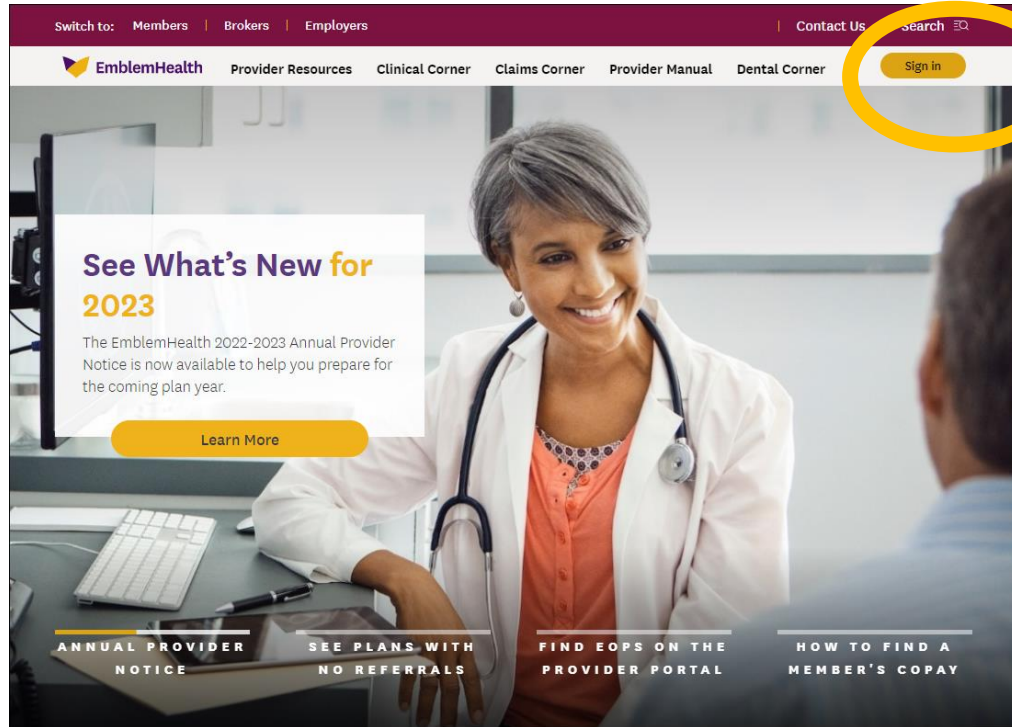 Switch to: Members | Brokers | Employers | Contact Us Search
EmblemHealth Provider Resources Clinical Corner Claims Corner Provider Manual Dental Corner Sign in
See What's New for
2023
The EmblemHealth 2022-2023 Annual Provider
Notice is now available to help you prepare for
the coming plan year.
Learn More
ANNUAL PROVIDER
NOTICE
SEE PLANS WITH
NO REFERRALS
FIND EOPS ON THE
PROVIDER PORTAL
HOW TO FIND A
MEMBER'S COPAY